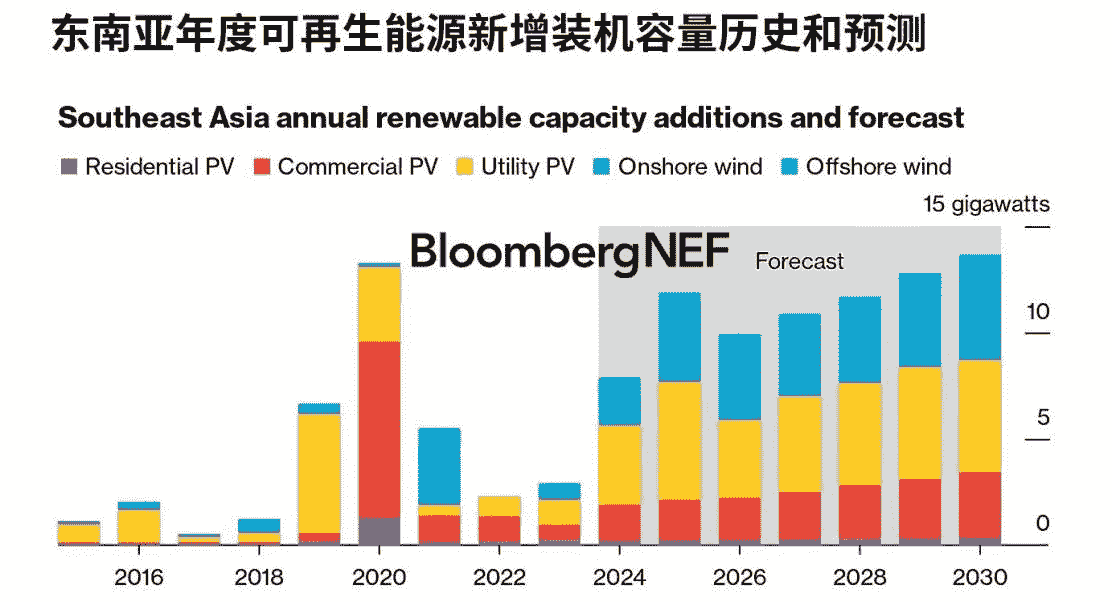 东南亚年度可再生能源新增装机容量历史和预测
Southeast Asia annual renewable capacity additions and forecast
Residential PV Commercial PV Utility PV Onshore wind Offshore wind
15 gigawatts
BloombergNEF
Forecast
10
5
0
2016 2018 2020 2022 2024 2026 2028 2030